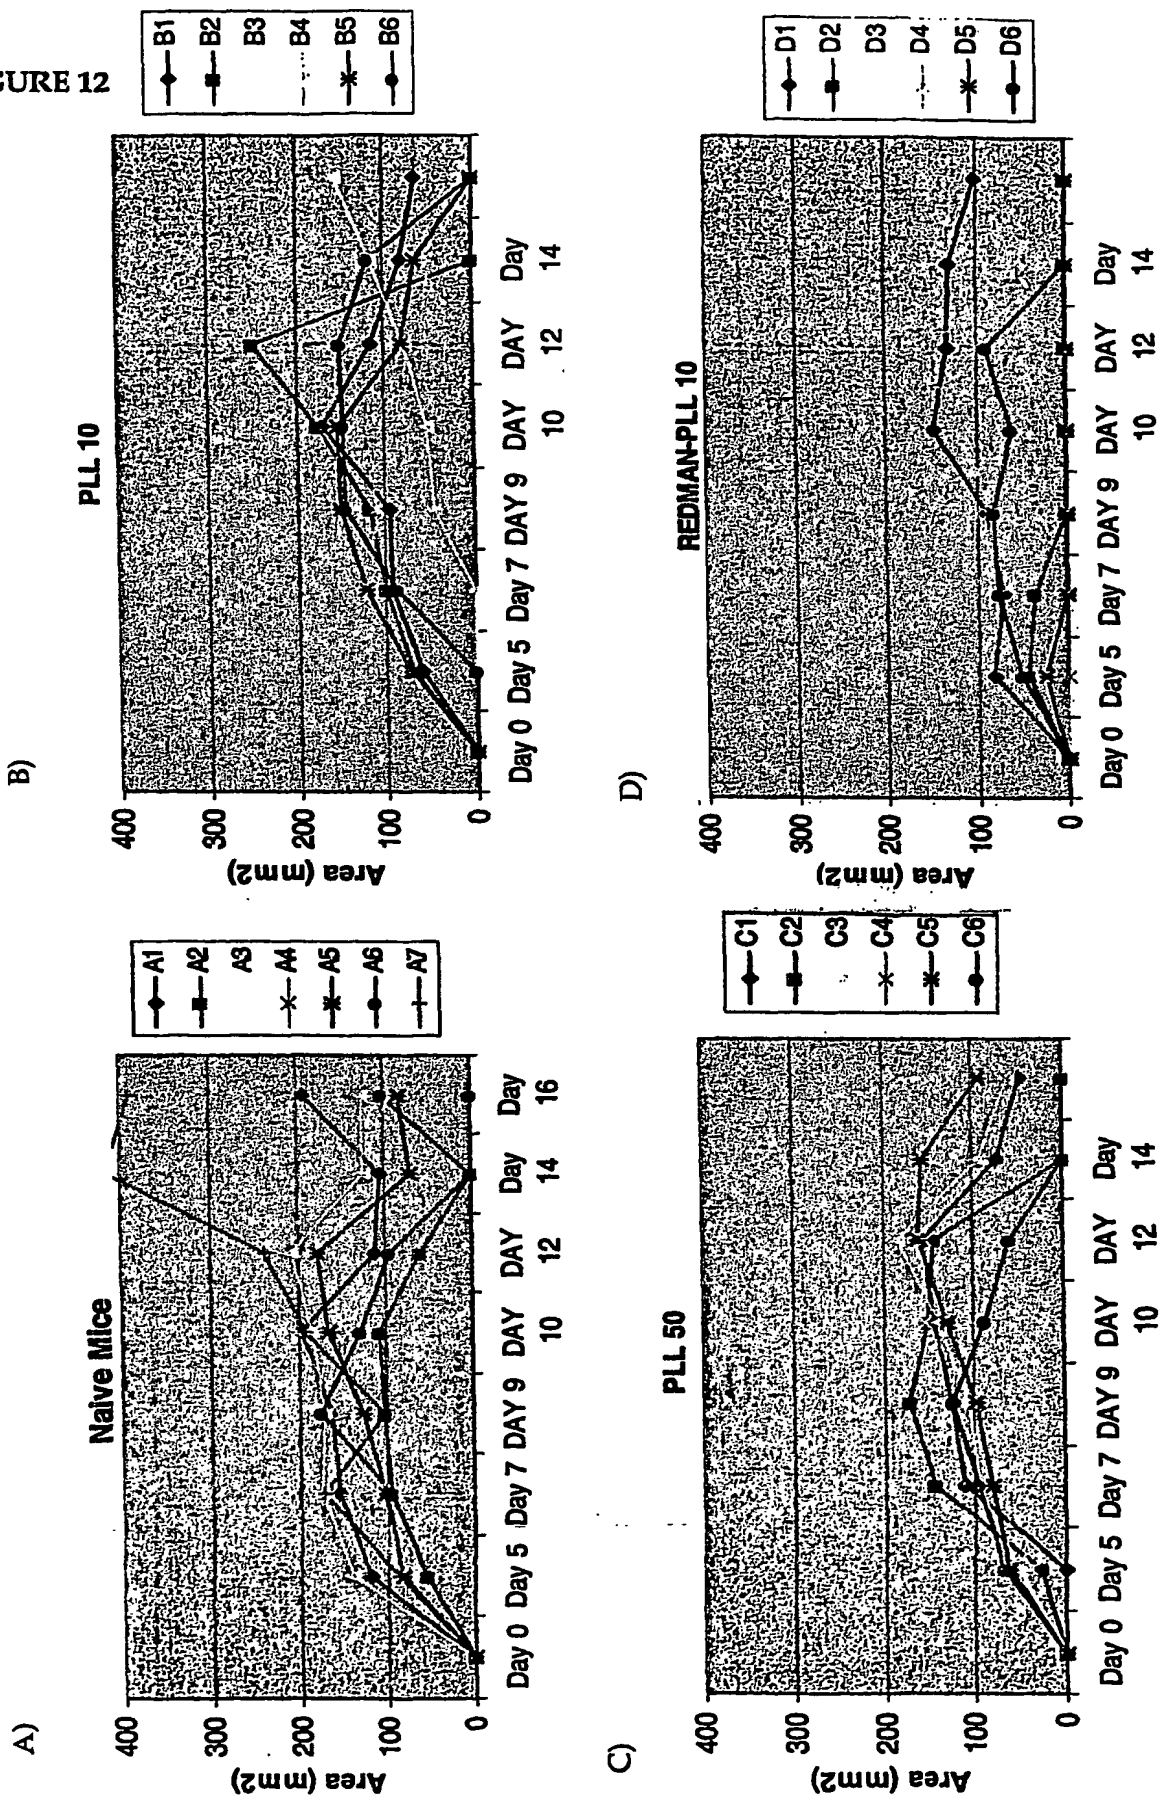 GURE 12
A)
Naive Mice
Area (mm2)
400
300
200
100
0
Day 0 Day 5 Day 7 DAY 9 DAY 10 DAY 12 Day 14 Day 16
A1
A2
A3
A4
A5
A6
A7
B)
PLL 10
Area (mm2)
400
300
200
100
0
Day 0 Day 5 Day 7 DAY 9 DAY 10 DAY 12 Day 14
B1
B2
B3
B4
B5
B6
C)
PLL 50
Area (mm2)
400
300
200
100
0
Day 0 Day 5 Day 7 DAY 9 DAY 10 DAY 12 Day 14
C1
C2
C3
C4
C5
C6
D)
REDMAN-PLL 10
Area (mm2)
400
300
200
100
0
Day 0 Day 5 Day 7 DAY 9 DAY 10 DAY 12 Day 14
D1
D2
D3
D4
D5
D6